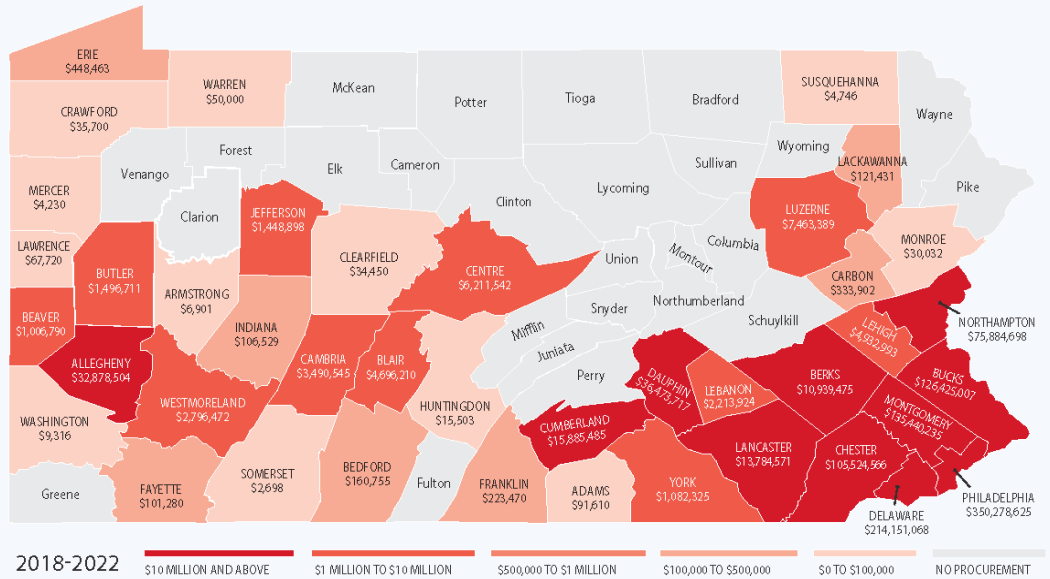 ERIE
$448,463
WARREN
$50,000
McKean
Potter
Tioga
Bradford
SUSQUEHANNA
$4,746
Wayne
CRAWFORD
$35,700
Forest
Venango
Elk
Cameron
Sullivan
Wyoming
LACKAWANNA
$121,431
Pike
MERCER
$4,230
Clarion
JEFFERSON
$1,448,898
Clinton
Lycoming
LUZERNE
$7,463,389
LAWRENCE
$67,720
BUTLER
$1,496,711
CLEARFIELD
$34,450
CENTRE
$6,211,542
Union
Montour
Columbia
MONROE
$30,032
ARMSTRONG
$6,901
CARBON
$333,902
BEAVER
$1,006,790
INDIANA
$106,529
Snyder
Northumberland
Mifflin
Schuylkill
NORTHAMPTON
$75,884,698
LEHIGH
$4,932,993
ALLEGHENY
$32,878,504
CAMBRIA
$3,490,545
BLAIR
$4,696,210
Juniata
Perry
DAUPHIN
$36,473,717
LEBANON
$2,213,924
BERKS
$10,939,475
BUCKS
$126,425,007
WESTMORELAND
$2,796,472
HUNTINGDON
$15,503
MONTGOMERY
$135,440,235
WASHINGTON
$9,316
CUMBERLAND
$15,885,485
LANCASTER
$13,784,571
CHESTER
$105,524,566
SOMERSET
$2,698
BEDFORD
$160,755
Fulton
FRANKLIN
$223,470
ADAMS
$91,610
YORK
$1,082,325
Greene
FAYETTE
$101,280
PHILADELPHIA
$350,278,625
DELAWARE
$214,151,068
2018-2022
$10 MILLION AND ABOVE
$1 MILLION TO $10 MILLION
$500,000 TO $1 MILLION
$100,000 TO $500,000
$0 TO $100,000
NO PROCUREMENT